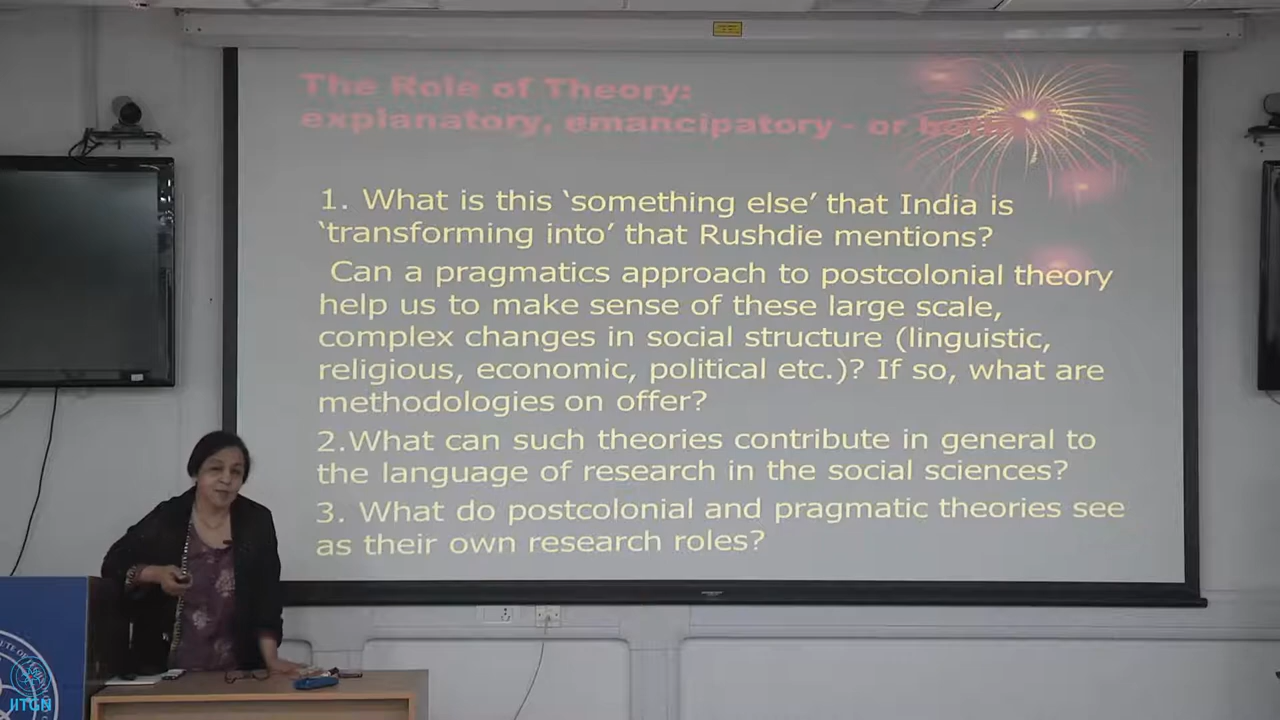 The Role of Theory:
explanatory, emancipatory - or both?
1. What is this ‘something else’ that India is
‘transforming into’ that Rushdie mentions?
Can a pragmatics approach to postcolonial theory
help us to make sense of these large scale,
complex changes in social structure (linguistic,
religious, economic, political etc.)? If so, what are
methodologies on offer?
2.What can such theories contribute in general to
the language of research in the social sciences?
3. What do postcolonial and pragmatic theories see
as their own research roles?
IITGN